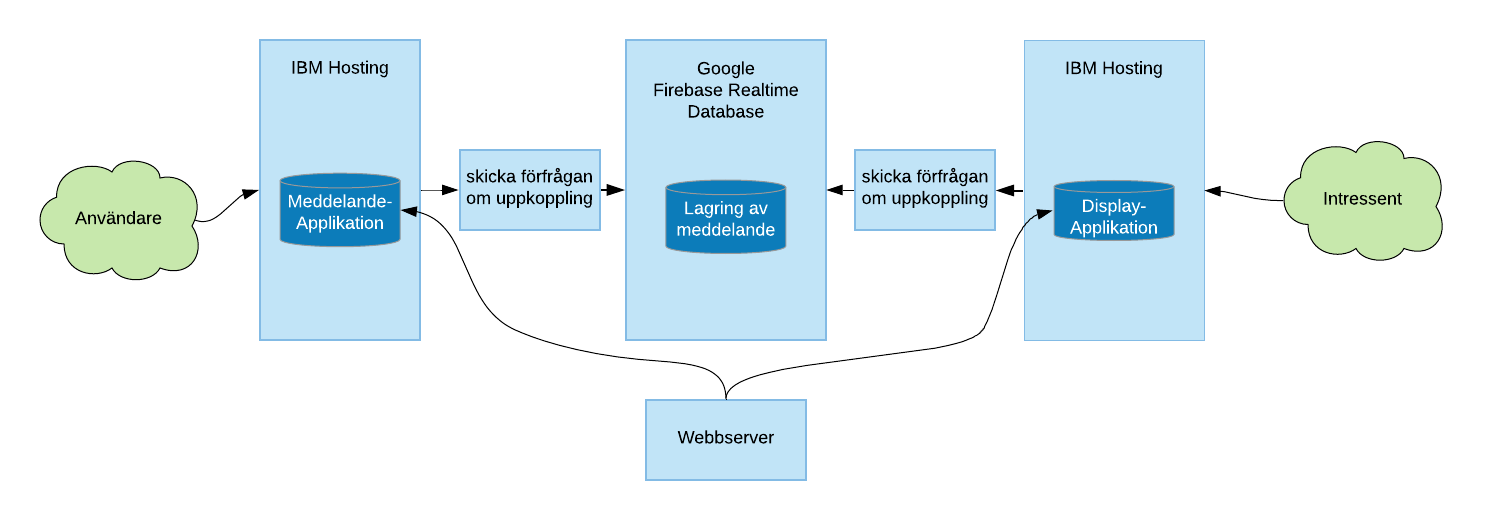 IBM Hosting
Google
Firebase Realtime
Database
IBM Hosting
Användare
Meddelande-
Applikation
skicka förfrågan
om uppkoppling
Lagring av
meddelande
skicka förfrågan
om uppkoppling
Display-
Applikation
Intressent
Webbserver